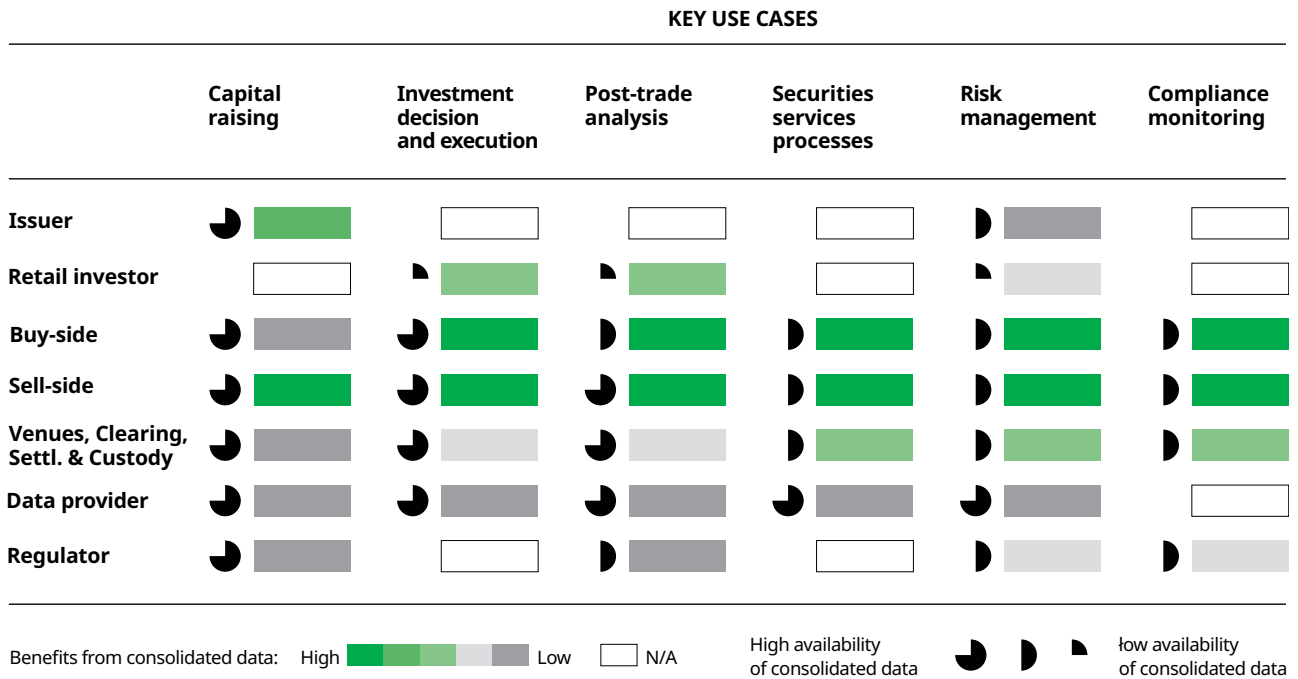 KEY USE CASES
Capital
raising
Investment
decision
and execution
Post-trade
analysis
Securities
services
processes
Risk
management
Compliance
monitoring
Issuer
Retail investor
Buy-side
Sell-side
Venues, Clearing,
Settl. & Custody
Data provider
Regulator
Benefits from consolidated data: High Low N/A
High availability
of consolidated data
łow availability
of consolidated data